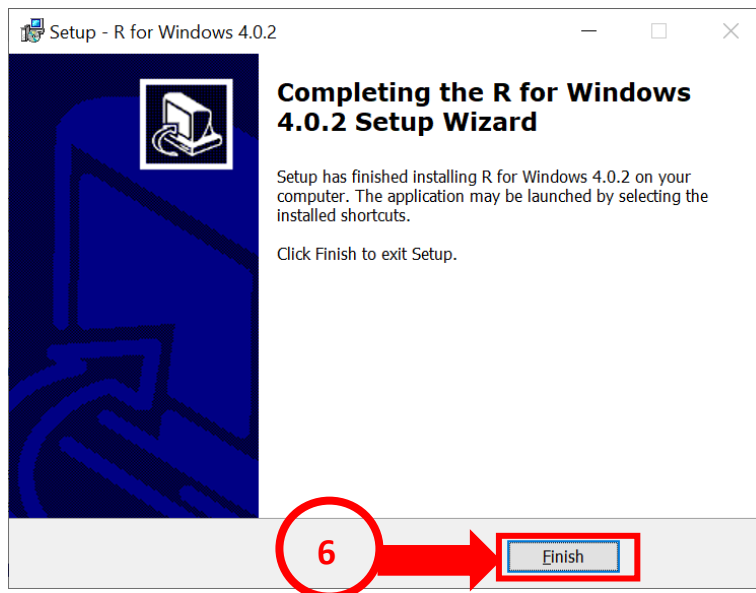 Setup - R for Windows 4.0.2
Completing the R for Windows
4.0.2 Setup Wizard
Setup has finished installing R for Windows 4.0.2 on your
computer. The application may be launched by selecting the
installed shortcuts.
Click Finish to exit Setup.
6
Finish